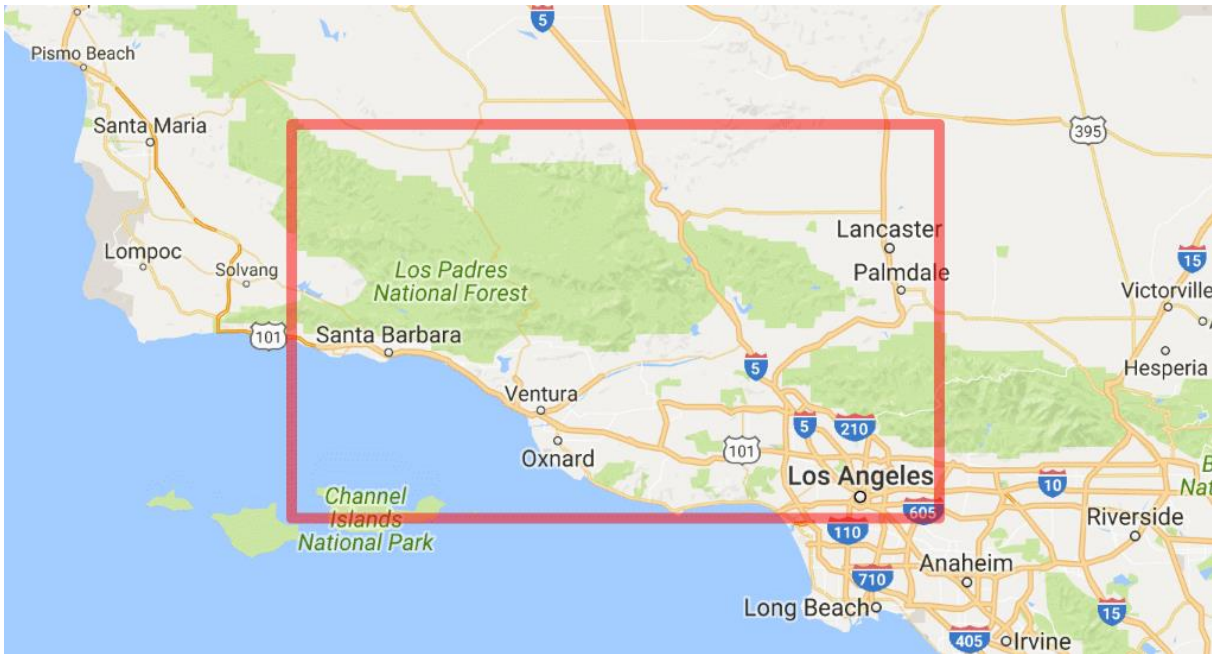 5
Pismo Beach
Santa Maria
395
Lancaster
Lompoc
Solvang
Los Padres
National Forest
15
Palmdale
Victorville
101
Santa Barbara
5
Hesperia
Ventura
5
210
101
Oxnard
Los Angeles
10
Channel
Islands
National Park
605
Riverside
110
Anaheim
710
Long Beach
15
405
Irvine